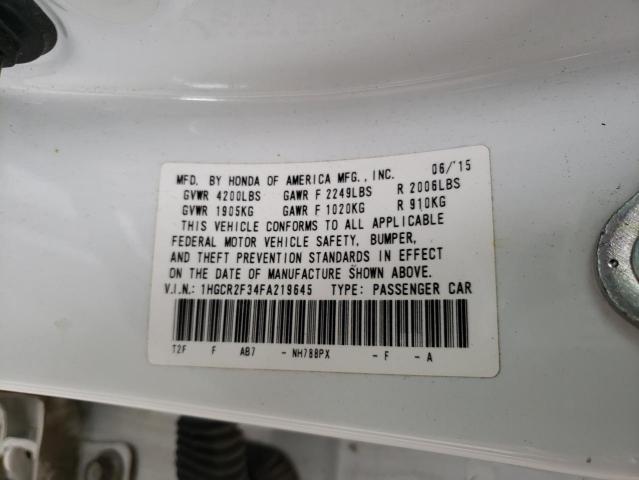 MFD. BY HONDA OF AMERICA MFG., INC. 06/'15
GVWR 4200LBS GAWR F 2249LBS R 2006LBS
GVWR 1905KG GAWR F 1020KG R 910KG
THIS VEHICLE CONFORMS TO ALL APPLICABLE
FEDERAL MOTOR VEHICLE SAFETY, BUMPER,
AND THEFT PREVENTION STANDARDS IN EFFECT
ON THE DATE OF MANUFACTURE SHOWN ABOVE.
V.I.N.: 1HGCR2F34FA219645 TYPE: PASSENGER CAR
T2F F AB7 - NH788PX - F - A